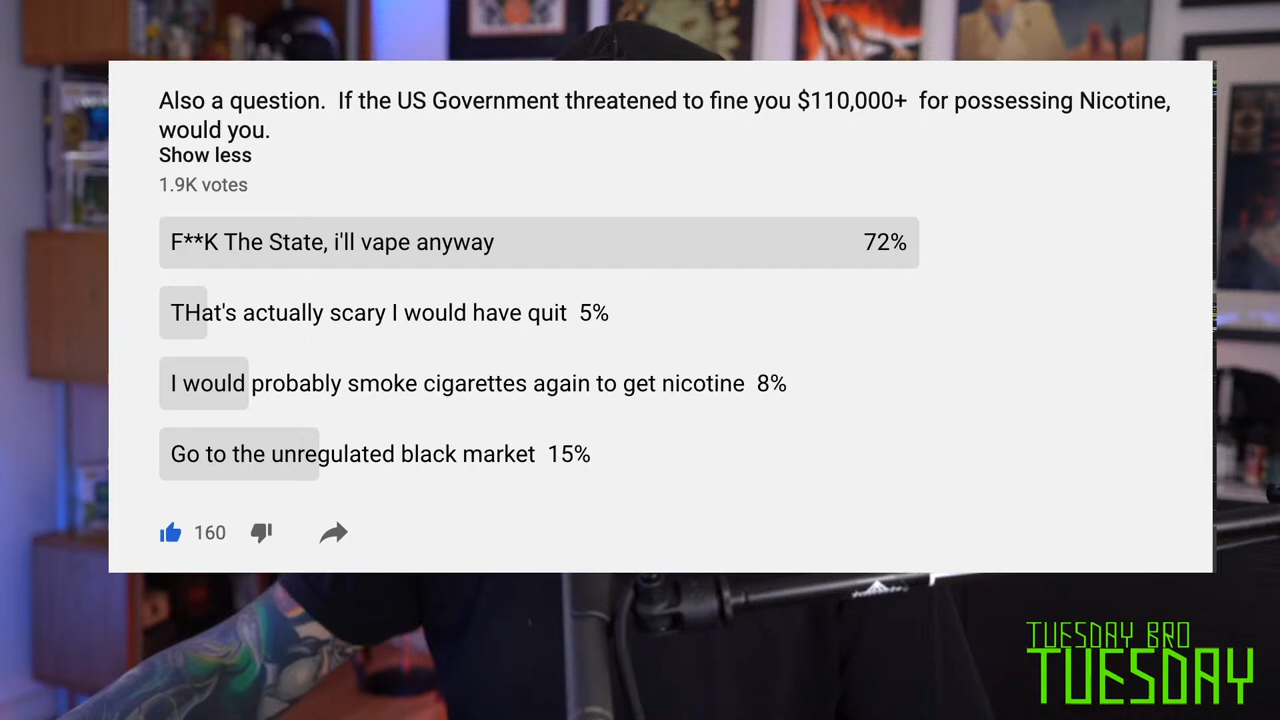 Also a question.  If the US Government threatened to fine you $110,000+  for possessing Nicotine,
would you.
Show less
1.9K votes
F**K The State, i'll vape anyway 72%
THat's actually scary I would have quit 5%
I would probably smoke cigarettes again to get nicotine 8%
Go to the unregulated black market 15%
160
TUESDAY BRO
TUESDAY